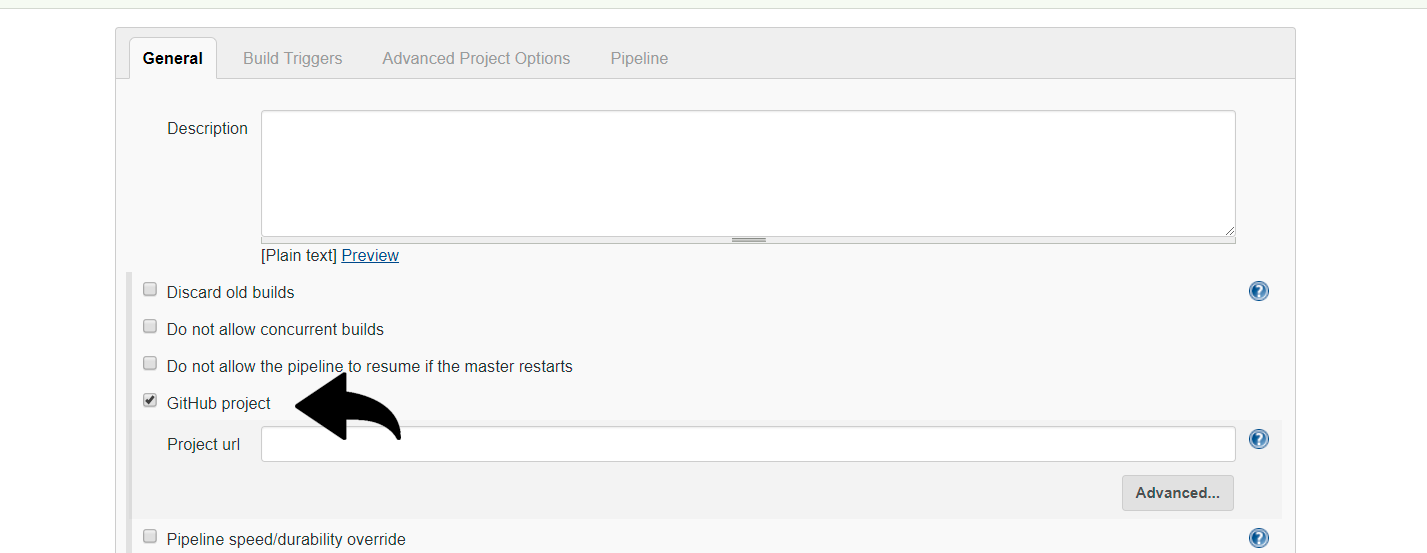 General Build Triggers Advanced Project Options Pipeline
Description
[Plain text] Preview
Discard old builds
?
Do not allow concurrent builds
Do not allow the pipeline to resume if the master restarts
GitHub project
Project url
?
Advanced...
Pipeline speed/durability override
?